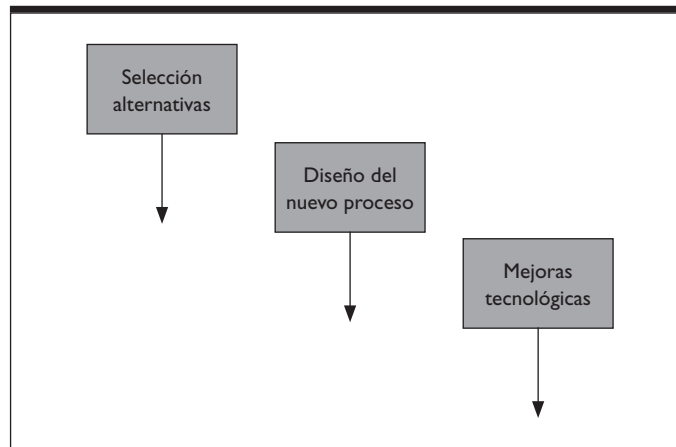 Selección
alternativas
Diseño del
nuevo proceso
Mejoras
tecnológicas